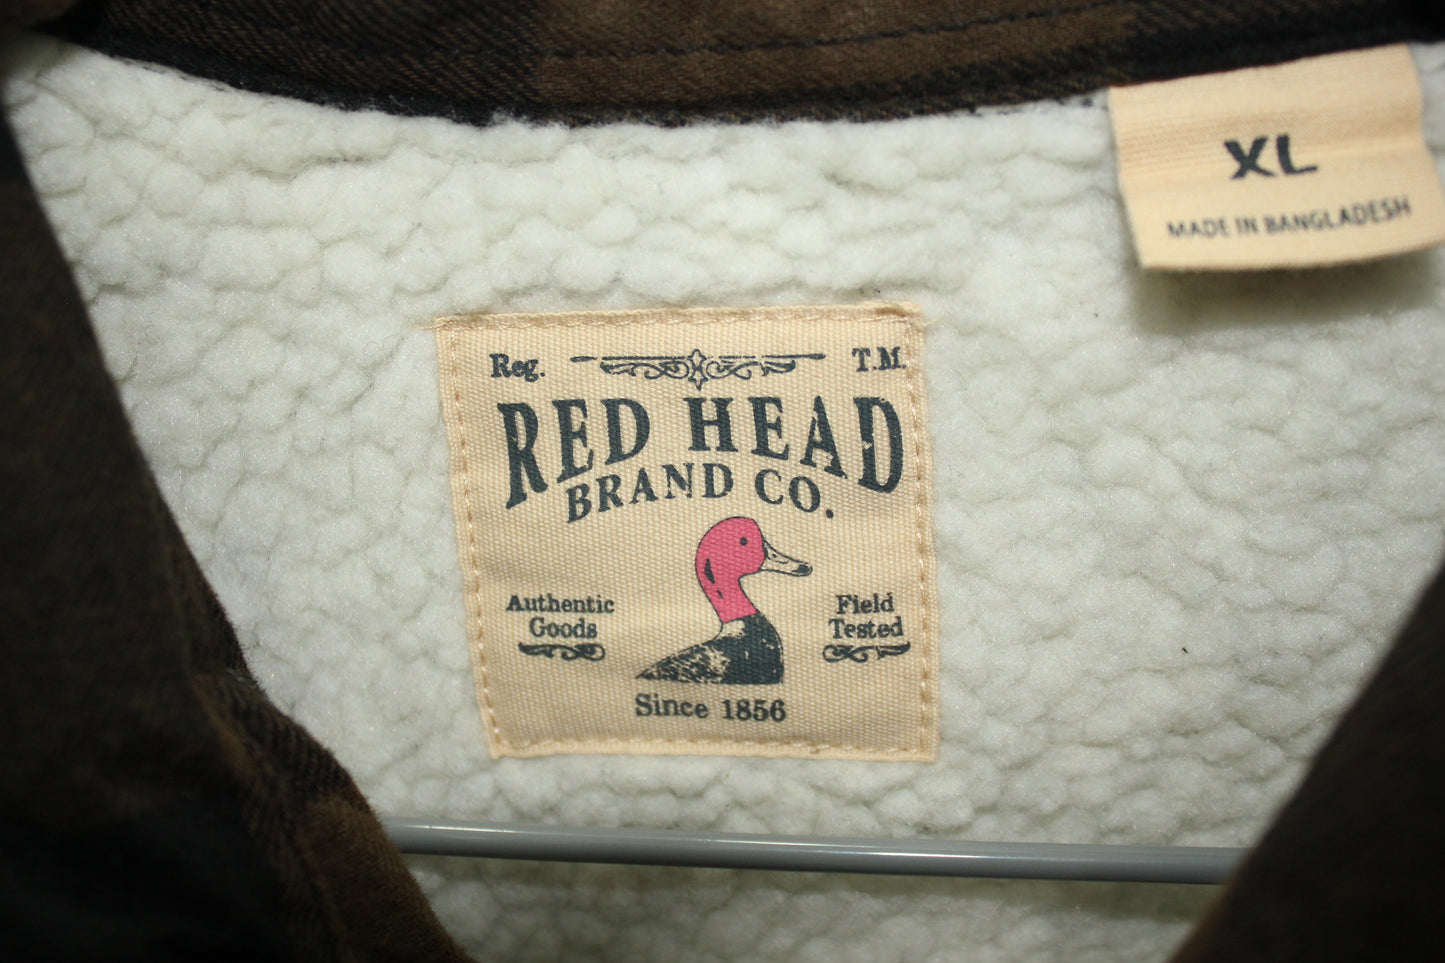 XL
MADE IN BANGLADESH
Reg. T.M.
RED HEAD
BRAND CO.
Authentic
Goods
Field
Tested
Since 1856